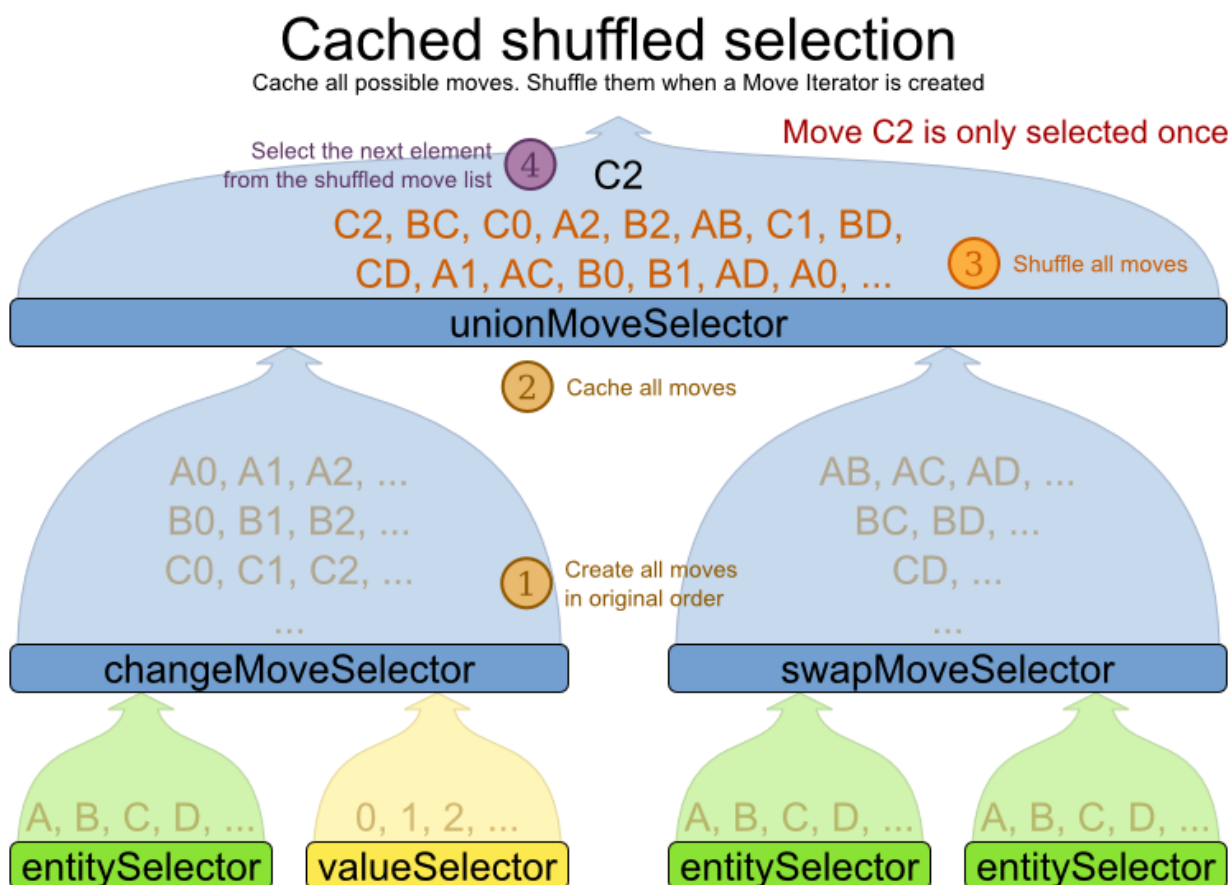 Cached shuffled selection
Cache all possible moves. Shuffle them when a Move Iterator is created
Move C2 is only selected once
Select the next element
from the shuffled move list
4
C2
C2, BC, C0, A2, B2, AB, C1, BD,
CD, A1, AC, B0, B1, AD, A0, ...
3
Shuffle all moves
unionMoveSelector
2
Cache all moves
A0, A1, A2, ...
B0, B1, B2, ...
C0, C1, C2, ...
...
AB, AC, AD, ...
BC, BD, ...
CD, ...
...
1
Create all moves
in original order
changeMoveSelector
swapMoveSelector
A, B, C, D, ...
0, 1, 2, ...
A, B, C, D, ...
A, B, C, D, ...
entitySelector
valueSelector
entitySelector
entitySelector